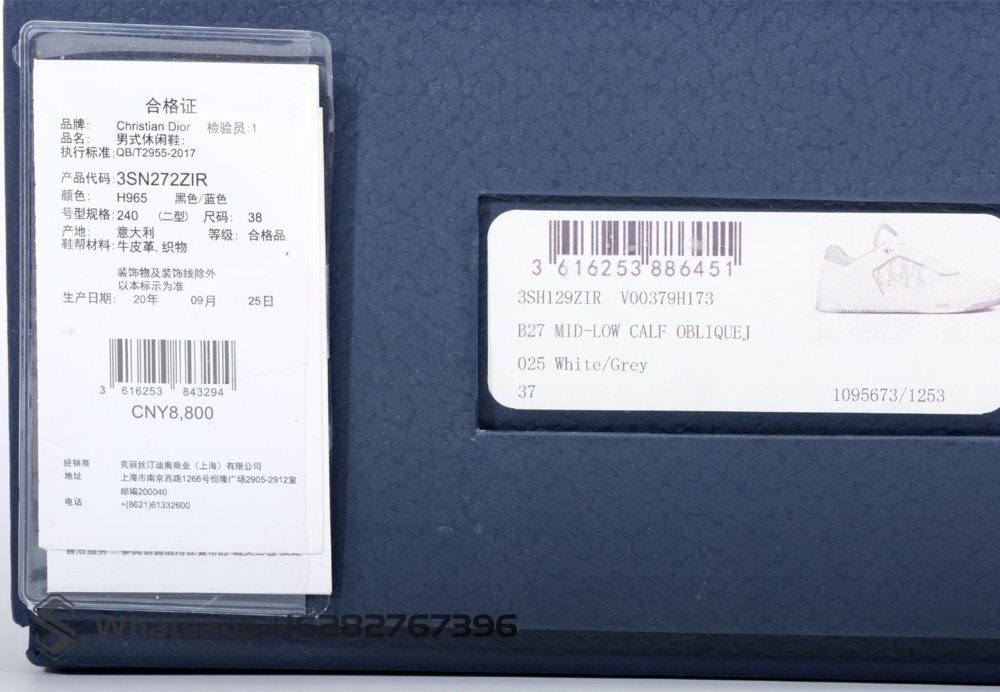 合格证
品牌: Christian Dior 检验员:1
品名: 男式休闲鞋:
执行标准:QB/T2955-2017
产品代码:3SN272ZIR
颜色: H965 黑色/蓝色
号型规格:240 (二型) 尺码: 38
产地: 意大利 等级: 合格品
鞋帮材料:牛皮革,织物
装饰物及装饰线除外
以本标示为准
生产日期: 20年 09月 25日
3 616253 843294
CNY8,800
经销商 克丽丝汀迪奥商业（上海）有限公司
地址 上海市南京西路1266号恒隆广场2905-2912室
邮编200040
电话 +(8621)61332600
3 616253 886451
3SH129ZIR V00379H173
B27 MID-LOW CALF OBLIQUEJ
025 White/Grey
37 1095673/1253